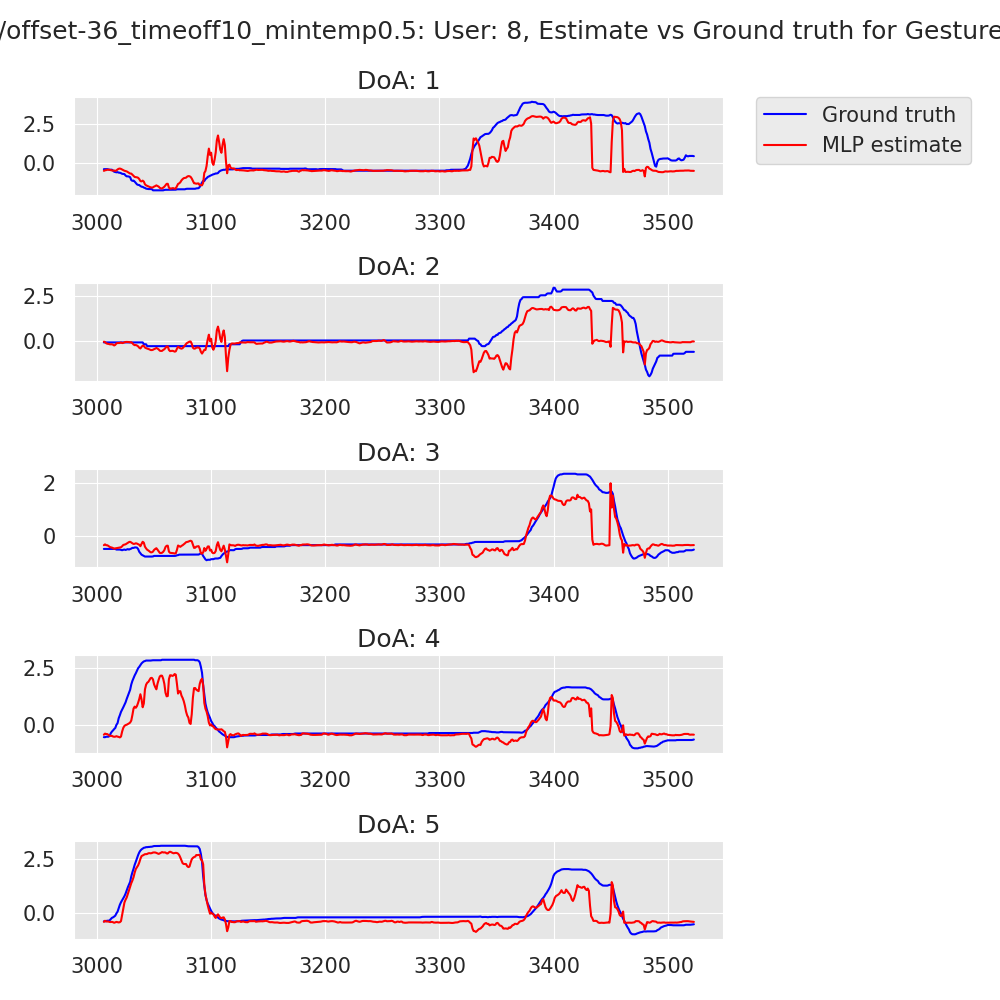 /offset-36_timeoff10_mintemp0.5: User: 8, Estimate vs Ground truth for Gesture
DoA: 1
Ground truth
MLP estimate
2.5
0.0
3000 3100 3200 3300 3400 3500
DoA: 2
2.5
0.0
3000 3100 3200 3300 3400 3500
DoA: 3
2
0
3000 3100 3200 3300 3400 3500
DoA: 4
2.5
0.0
3000 3100 3200 3300 3400 3500
DoA: 5
2.5
0.0
3000 3100 3200 3300 3400 3500